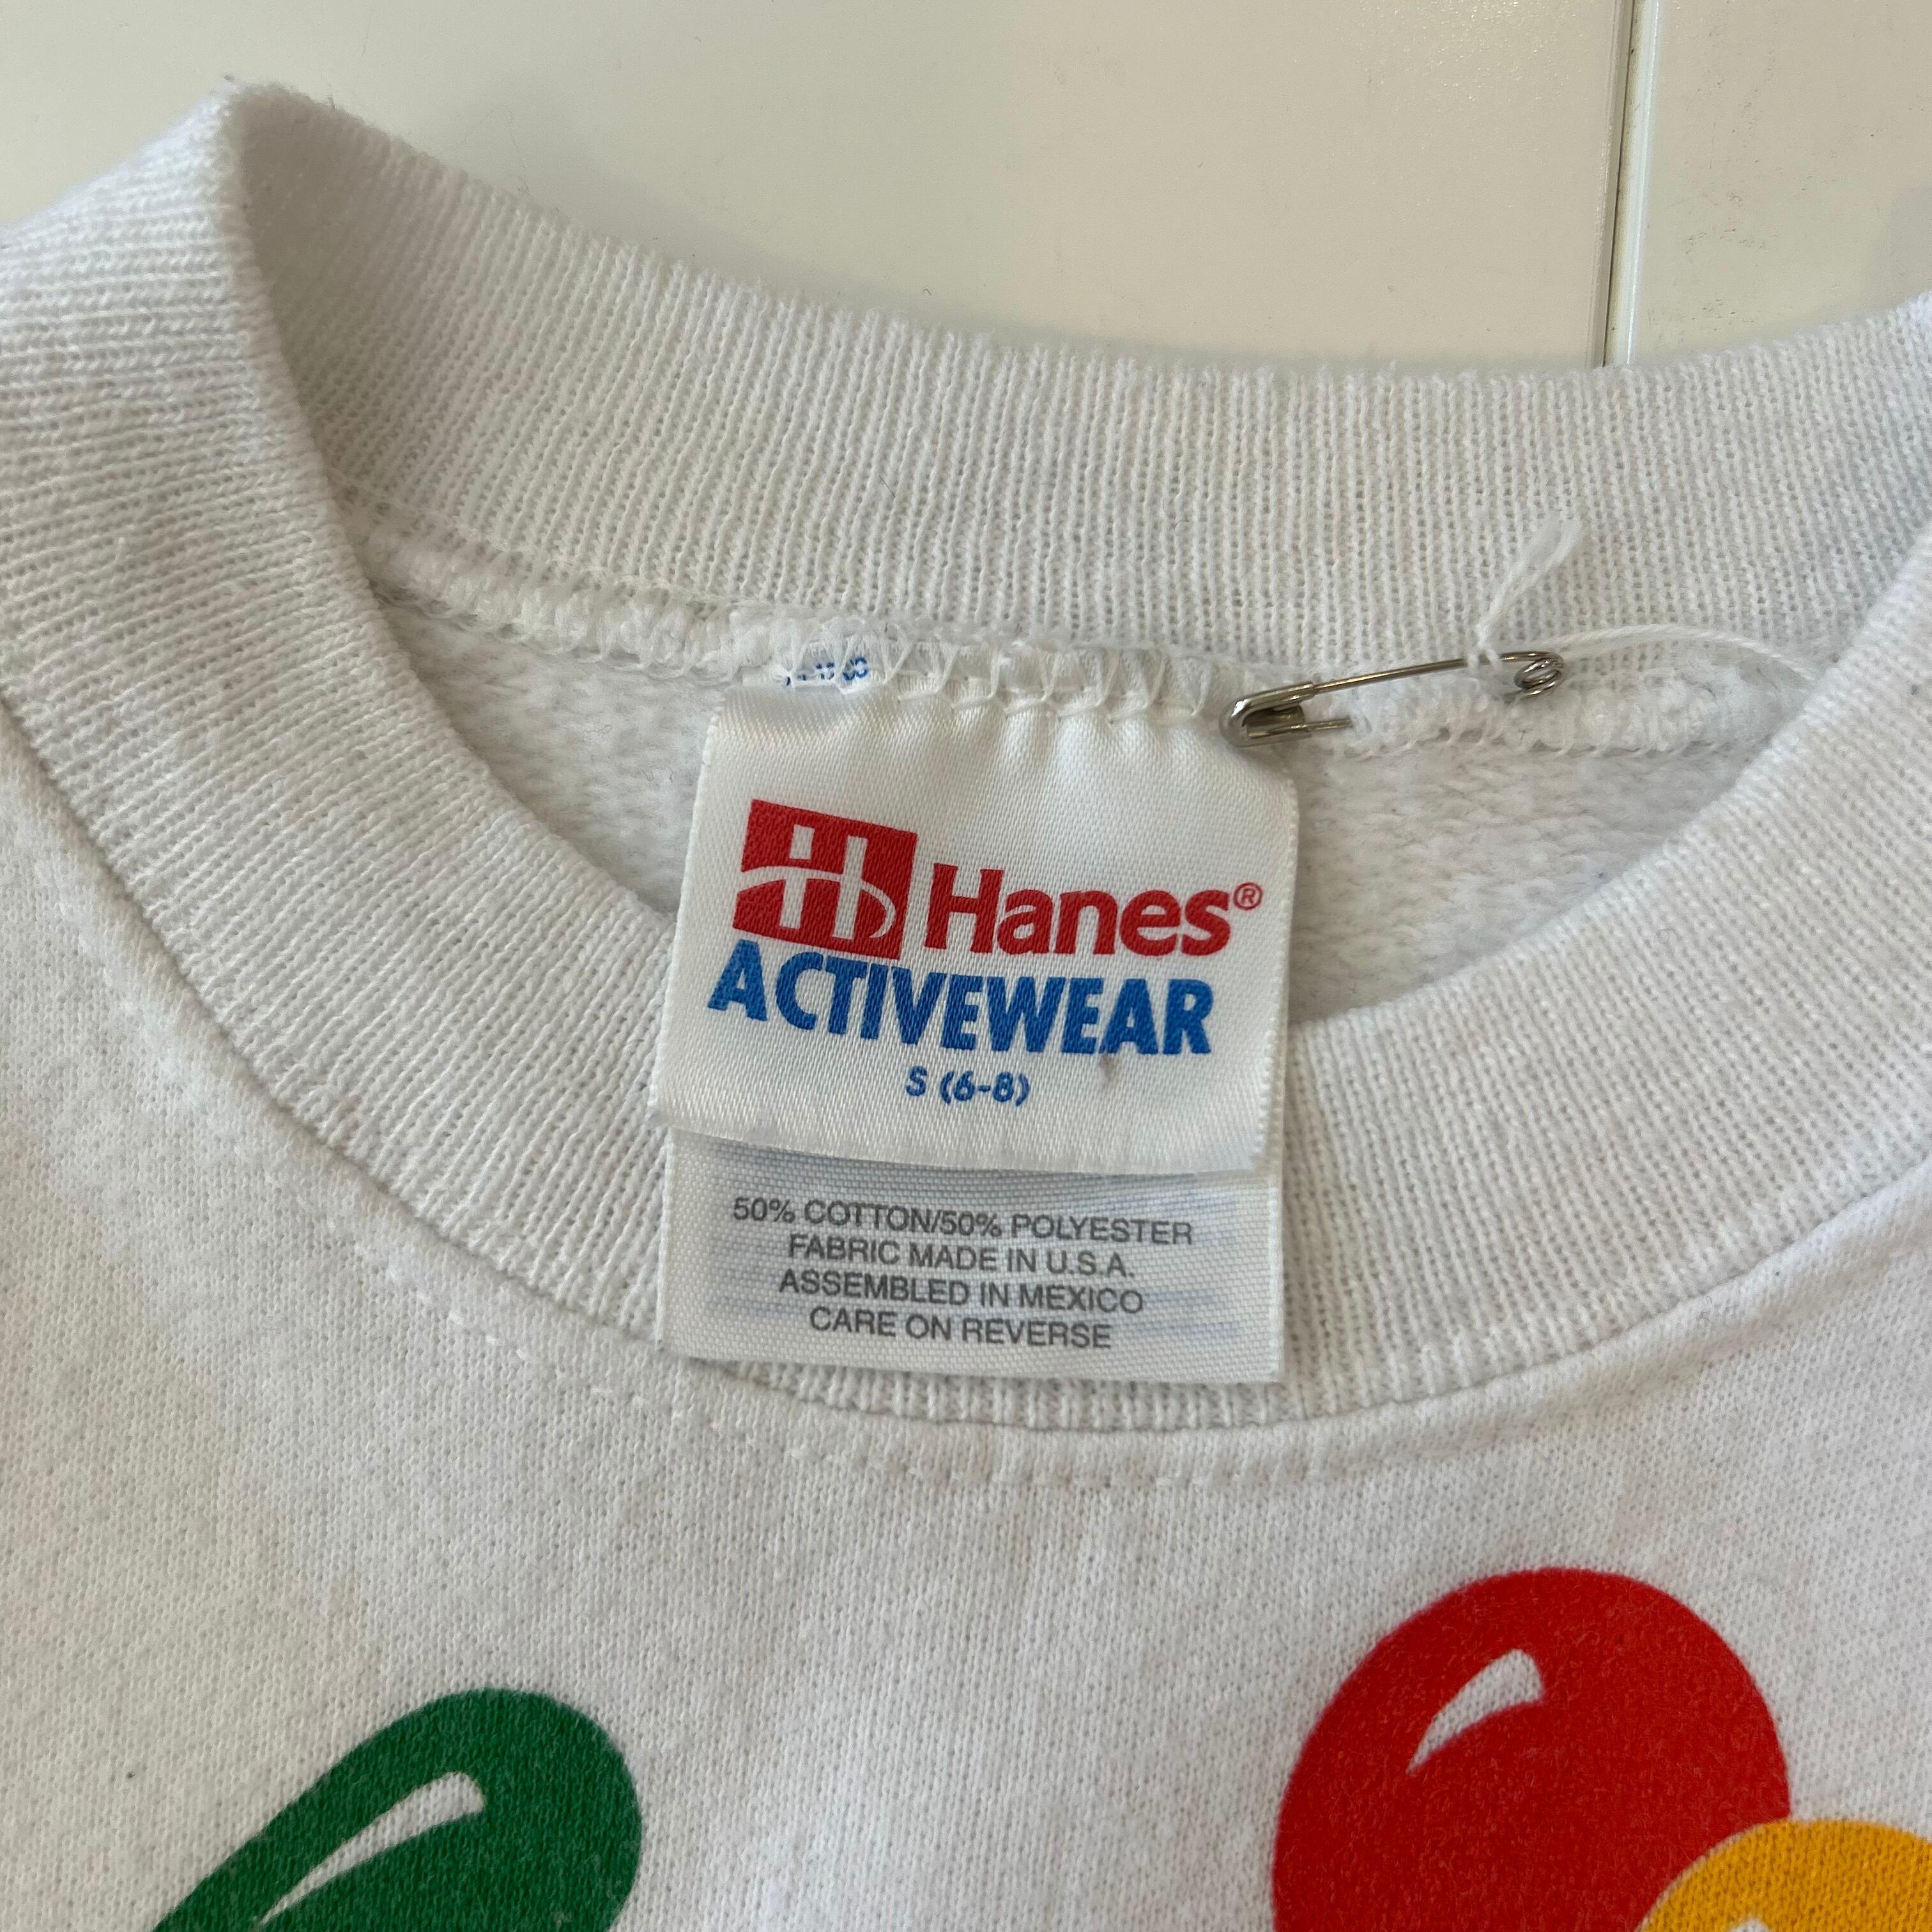 Hanes®
ACTIVEWEAR
S (6-8)
50% COTTON/50% POLYESTER
FABRIC MADE IN U.S.A.
ASSEMBLED IN MEXICO
CARE ON REVERSE